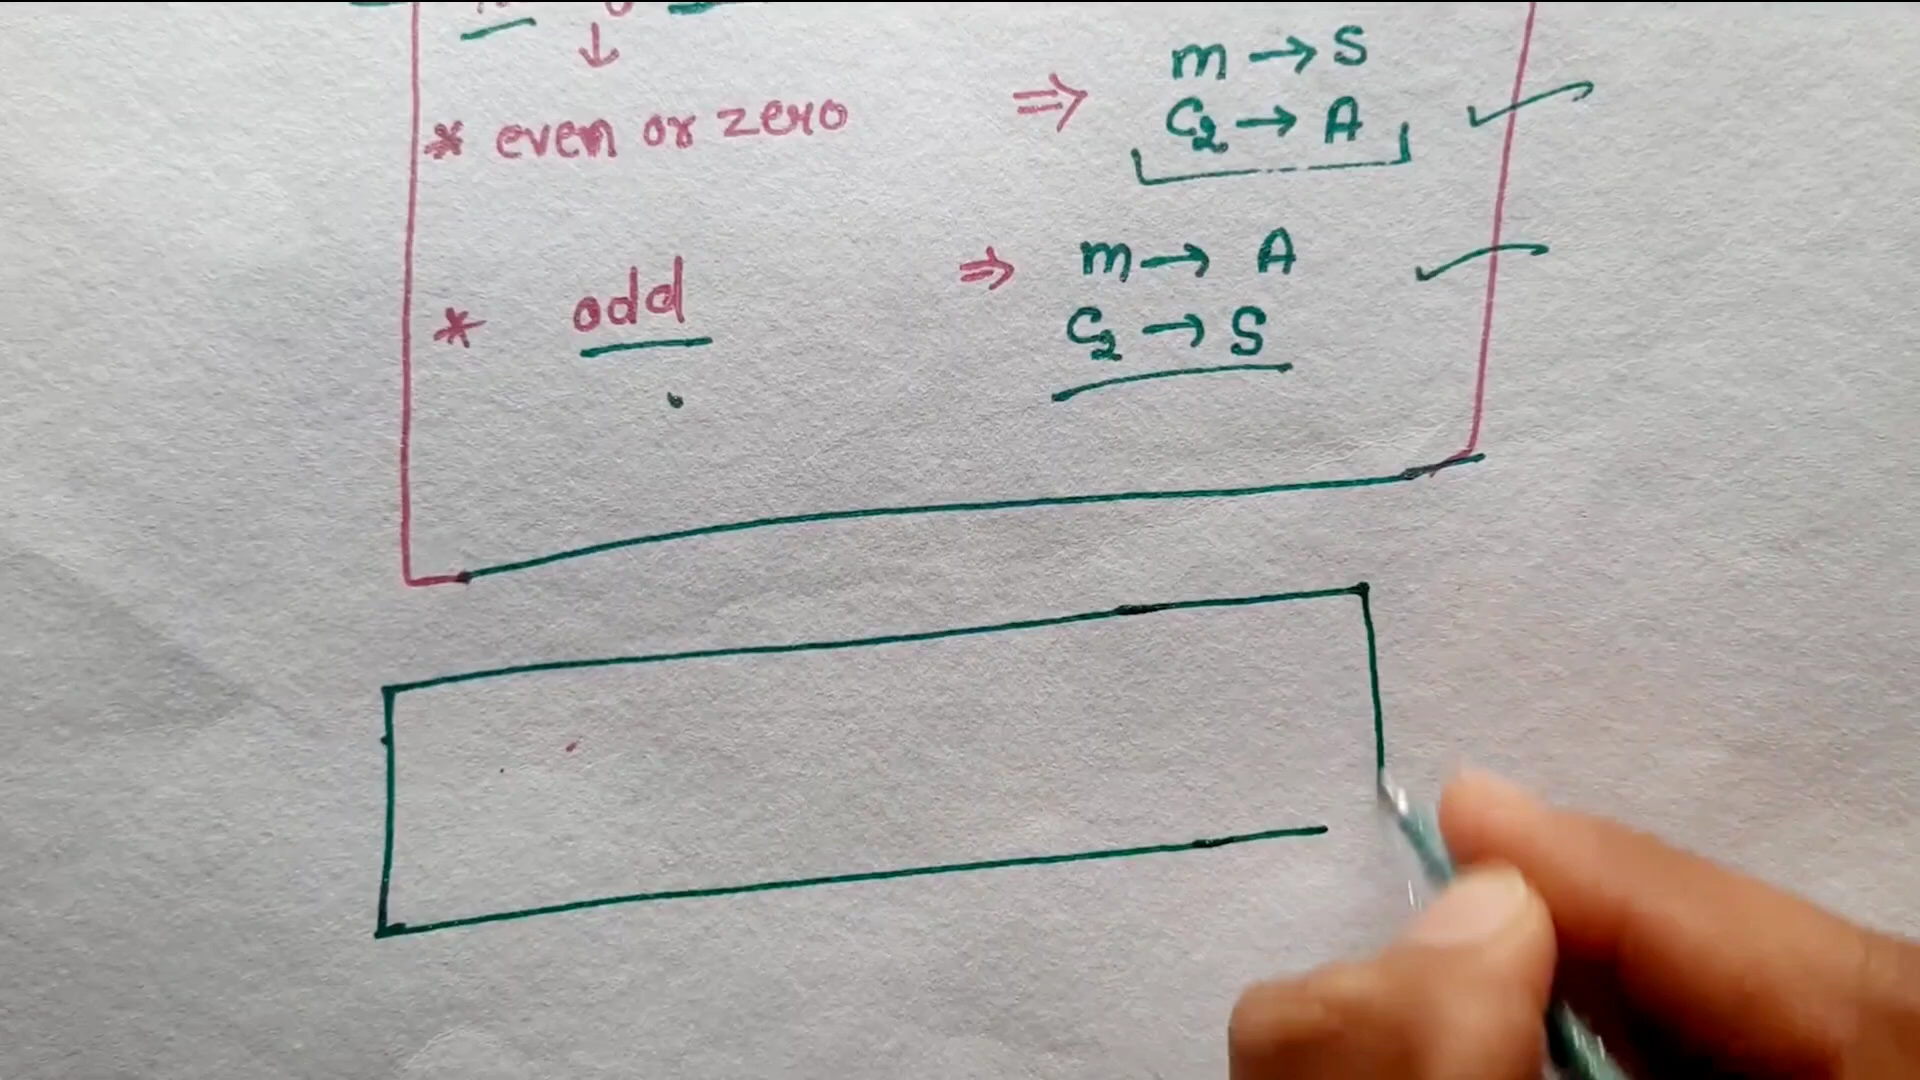 * even or zero ⇒ m → S
C₂ → A
* odd ⇒ m → A
C₂ → S